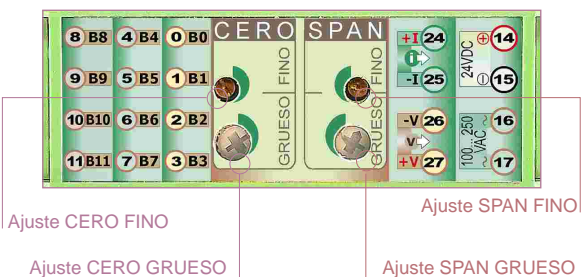 8 B8 4 B4 0 B0 CERO SPAN +I 24 24VDC + 14
9 B9 5 B5 1 B1 FINO FINO -I 25 - 15
10 B10 6 B6 2 B2 GRUESO GRUESO -V 26 100...250 VAC ~ 16
11 B11 7 B7 3 B3 V +V 27 ~ 17
Ajuste CERO FINO
Ajuste SPAN FINO
Ajuste CERO GRUESO
Ajuste SPAN GRUESO